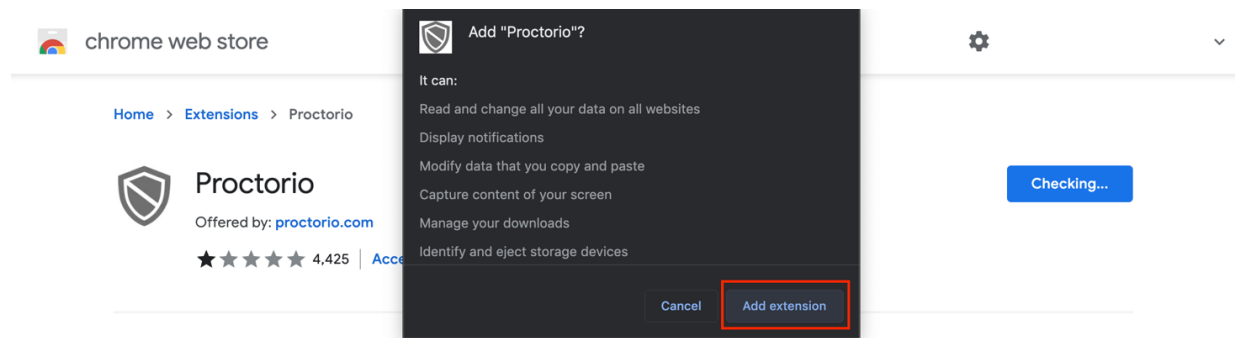 chrome web store
Home > Extensions > Proctorio
Proctorio
Offered by: proctorio.com
4,425 | Acce
Checking...
Add "Proctorio"?
It can:
Read and change all your data on all websites
Display notifications
Modify data that you copy and paste
Capture content of your screen
Manage your downloads
Identify and eject storage devices
Cancel Add extension